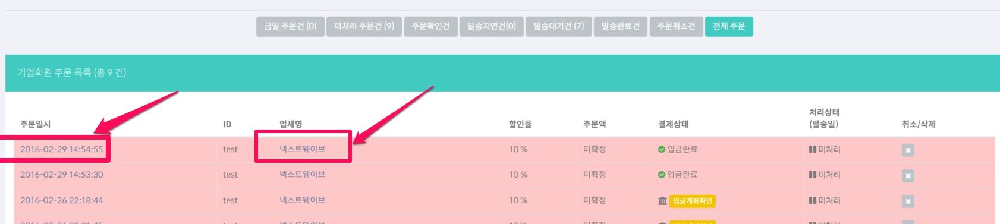 금일 주문건 (0) 미처리 주문건 (9) 주문확인건 발송지연건(0) 발송대기건 (7) 발송완료건 주문취소건 전체 주문
기업회원 주문 목록 (총 9 건)
주문일시 ID 업체명 할인율 주문액 결제상태 처리상태 (발송일) 취소/삭제
2016-02-29 14:54:55 test 넥스트웨이브 10 % 미확정 입금완료 미처리
2016-02-29 14:53:30 test 넥스트웨이브 10 % 미확정 입금완료 미처리
2016-02-26 22:18:44 test 넥스트웨이브 10 % 미확정 입금계좌확인 미처리